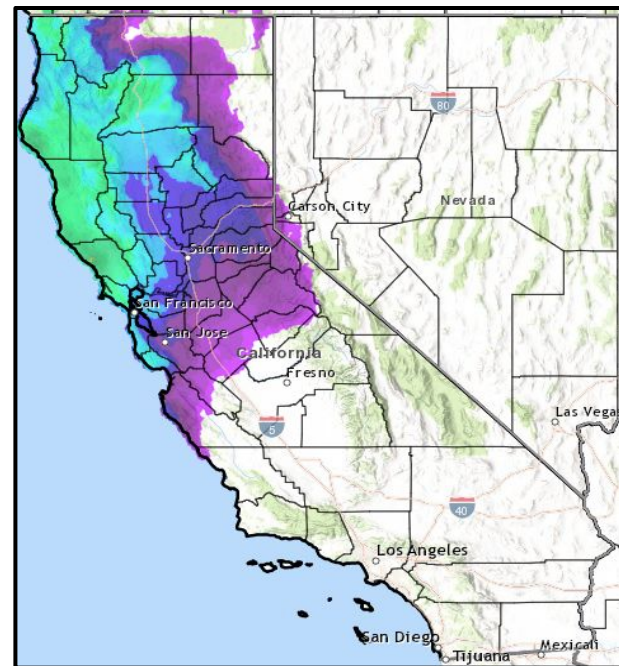 80
Nevada
Carson City
Sacramento
San Francisco
San Jose
California
Fresno
Las Vegas
5
40
Los Angeles
San Diego
Tijuana
Mexicali